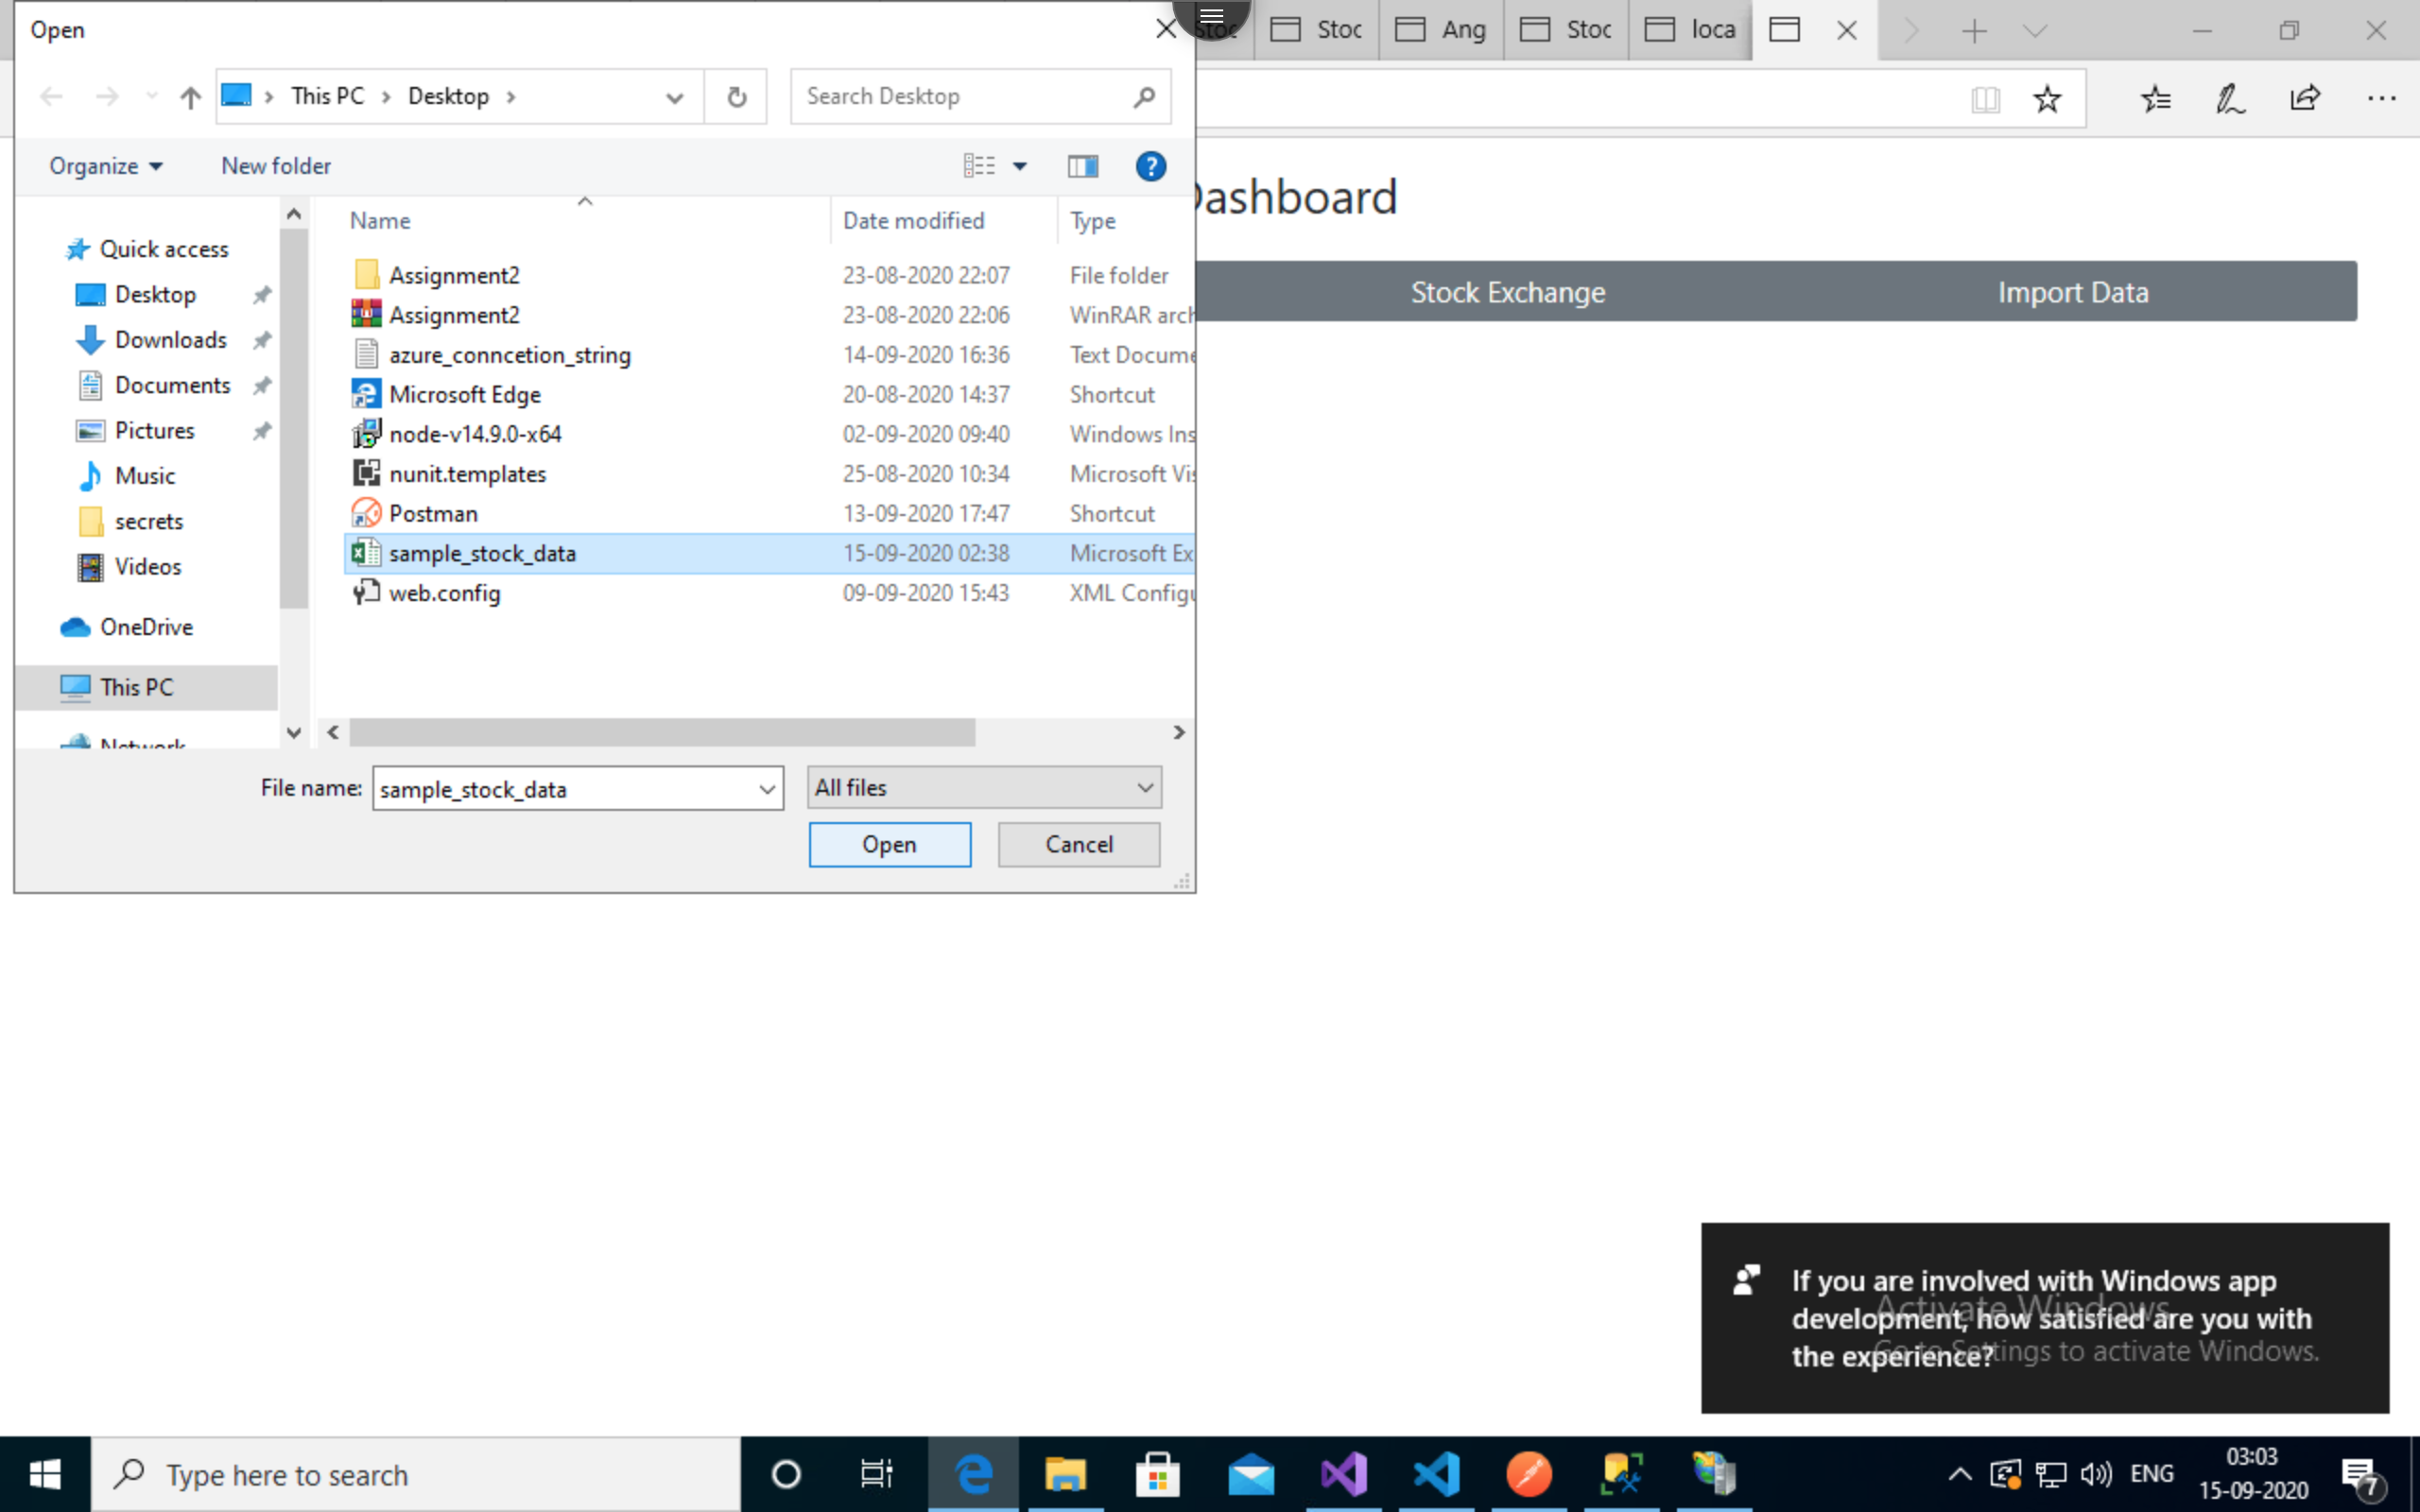 Open
Stoc
Stoc
Ang
Stoc
loca
This PC
Desktop
Search Desktop
Organize
New folder
Dashboard
Name
Date modified
Type
Stock Exchange
Import Data
Quick access
Desktop
Downloads
Documents
Pictures
Music
secrets
Videos
OneDrive
This PC
Network
Assignment2 23-08-2020 22:07 File folder
Assignment2 23-08-2020 22:06 WinRAR arch
azure_conncetion_string 14-09-2020 16:36 Text Docume
Microsoft Edge 20-08-2020 14:37 Shortcut
node-v14.9.0-x64 02-09-2020 09:40 Windows Ins
nunit.templates 25-08-2020 10:34 Microsoft Vis
Postman 13-09-2020 17:47 Shortcut
sample_stock_data 15-09-2020 02:38 Microsoft Ex
web.config 09-09-2020 15:43 XML Configu
File name: sample_stock_data
All files
Open
Cancel
If you are involved with Windows app
development, how satisfied are you with
the experience?
Activate Windows
Go to Settings to activate Windows.
Type here to search
ENG
03:03
15-09-2020
7